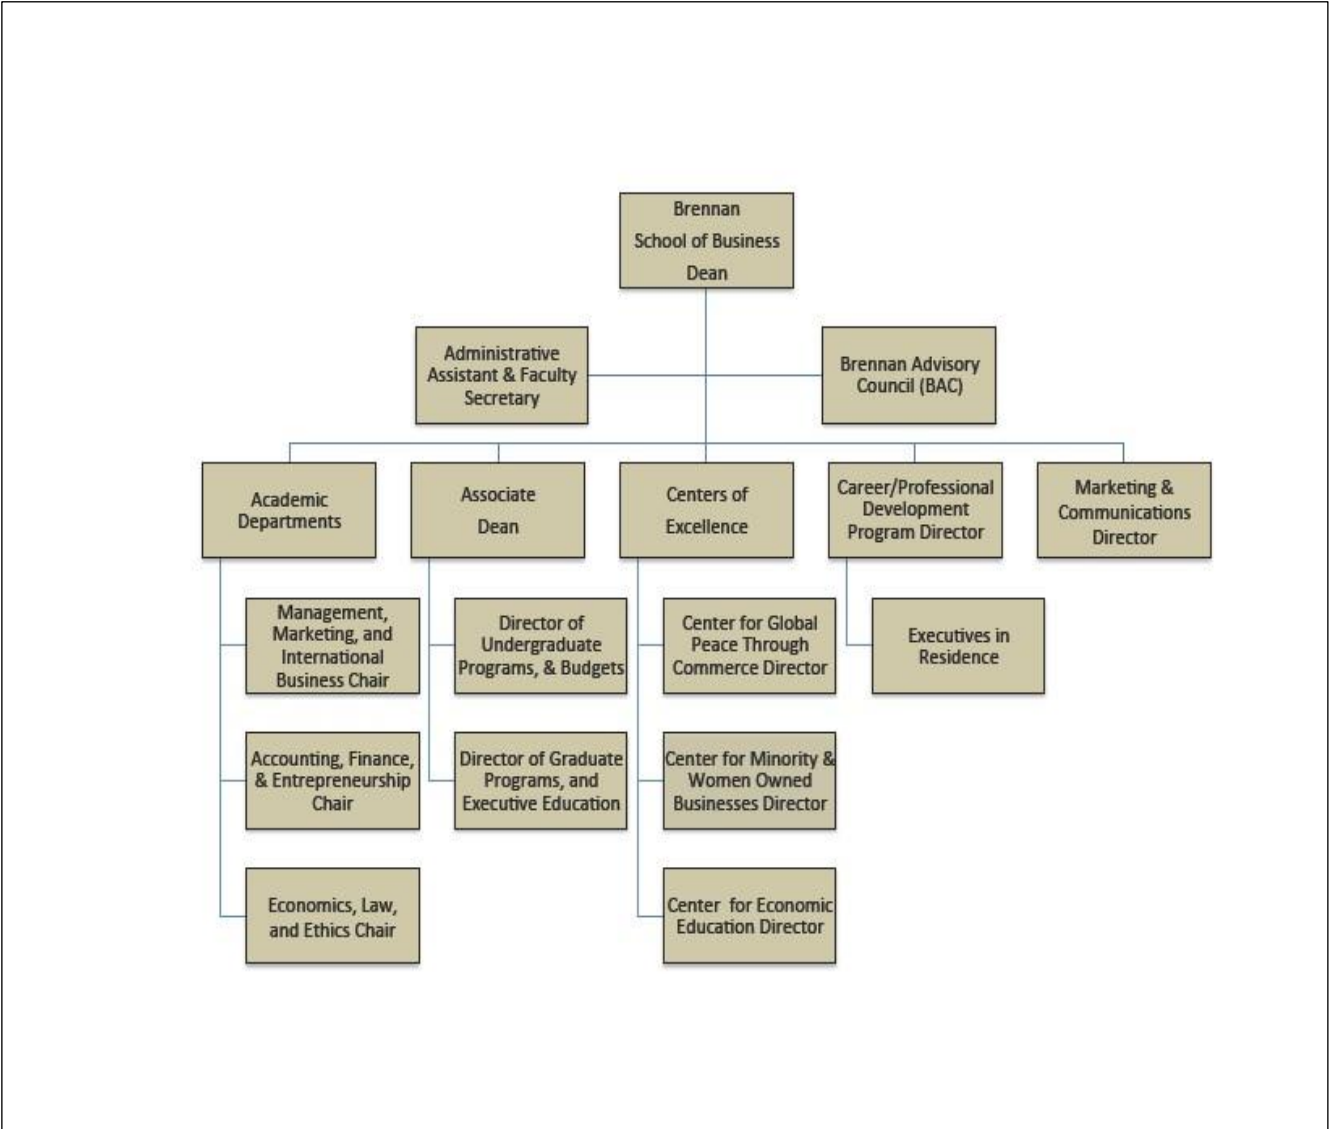 Brennan
School of Business
Dean
Administrative
Assistant & Faculty
Secretary
Brennan Advisory
Council (BAC)
Academic
Departments
Associate
Dean
Centers of
Excellence
Career/Professional
Development
Program Director
Marketing &
Communications
Director
Management,
Marketing, and
International
Business Chair
Director of
Undergraduate
Programs, & Budgets
Center for Global
Peace Through
Commerce Director
Executives in
Residence
Accounting, Finance,
& Entrepreneurship
Chair
Director of Graduate
Programs, and
Executive Education
Center for Minority &
Women Owned
Businesses Director
Economics, Law,
and Ethics Chair
Center for Economic
Education Director